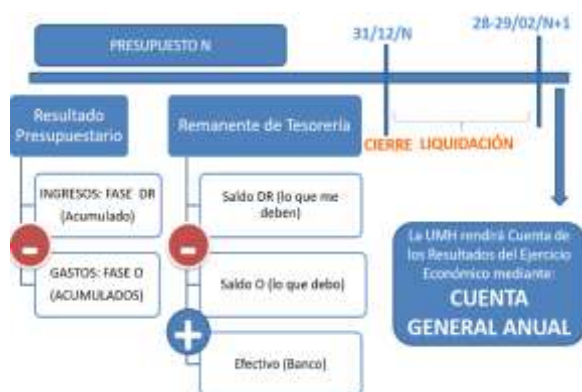 PRESUPUESTO N
31/12/N
28-29/02/N+1
CIERRE LIQUIDACIÓN
Resultado
Presupuestario
INGRESOS: FASE DR
(Acumulado)
-
GASTOS: FASE O
(ACUMULADOS)
Remanente de Tesorería
Saldo DR (lo que me
deben)
-
Saldo O (lo que debo)
+
Efectivo (Banco)
La UMH rendirá Cuenta de
los Resultados del Ejercicio
Económico mediante:
CUENTA
GENERAL ANUAL